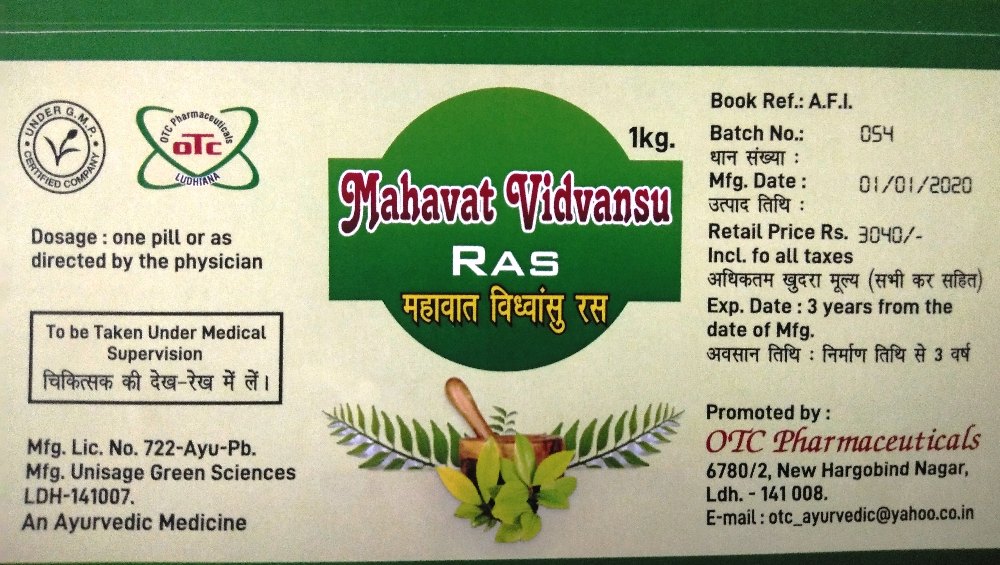 UNDER G.M.P.
CERTIFIED COMPANY
OTC Pharmaceuticals
OTC
LUDHIANA
Dosage : one pill or as
directed by the physician
To be Taken Under Medical
Supervision
चिकित्सक की देख-रेख में लें।
Mfg. Lic. No. 722-Ayu-Pb.
Mfg. Unisage Green Sciences
LDH-141007.
An Ayurvedic Medicine
1kg.
Mahavat Vidvansu
RAS
महावात विध्वांसु रस
Book Ref.: A.F.I.
Batch No.: 054
धान संख्या :
Mfg. Date : 01/01/2020
उत्पाद तिथि :
Retail Price Rs. 3040/-
Incl. fo all taxes
अधिकतम खुदरा मूल्य (सभी कर सहित)
Exp. Date : 3 years from the
date of Mfg.
अवसान तिथि : निर्माण तिथि से 3 वर्ष
Promoted by :
OTC Pharmaceuticals
6780/2, New Hargobind Nagar,
Ldh. - 141 008.
E-mail : otc_ayurvedic@yahoo.co.in